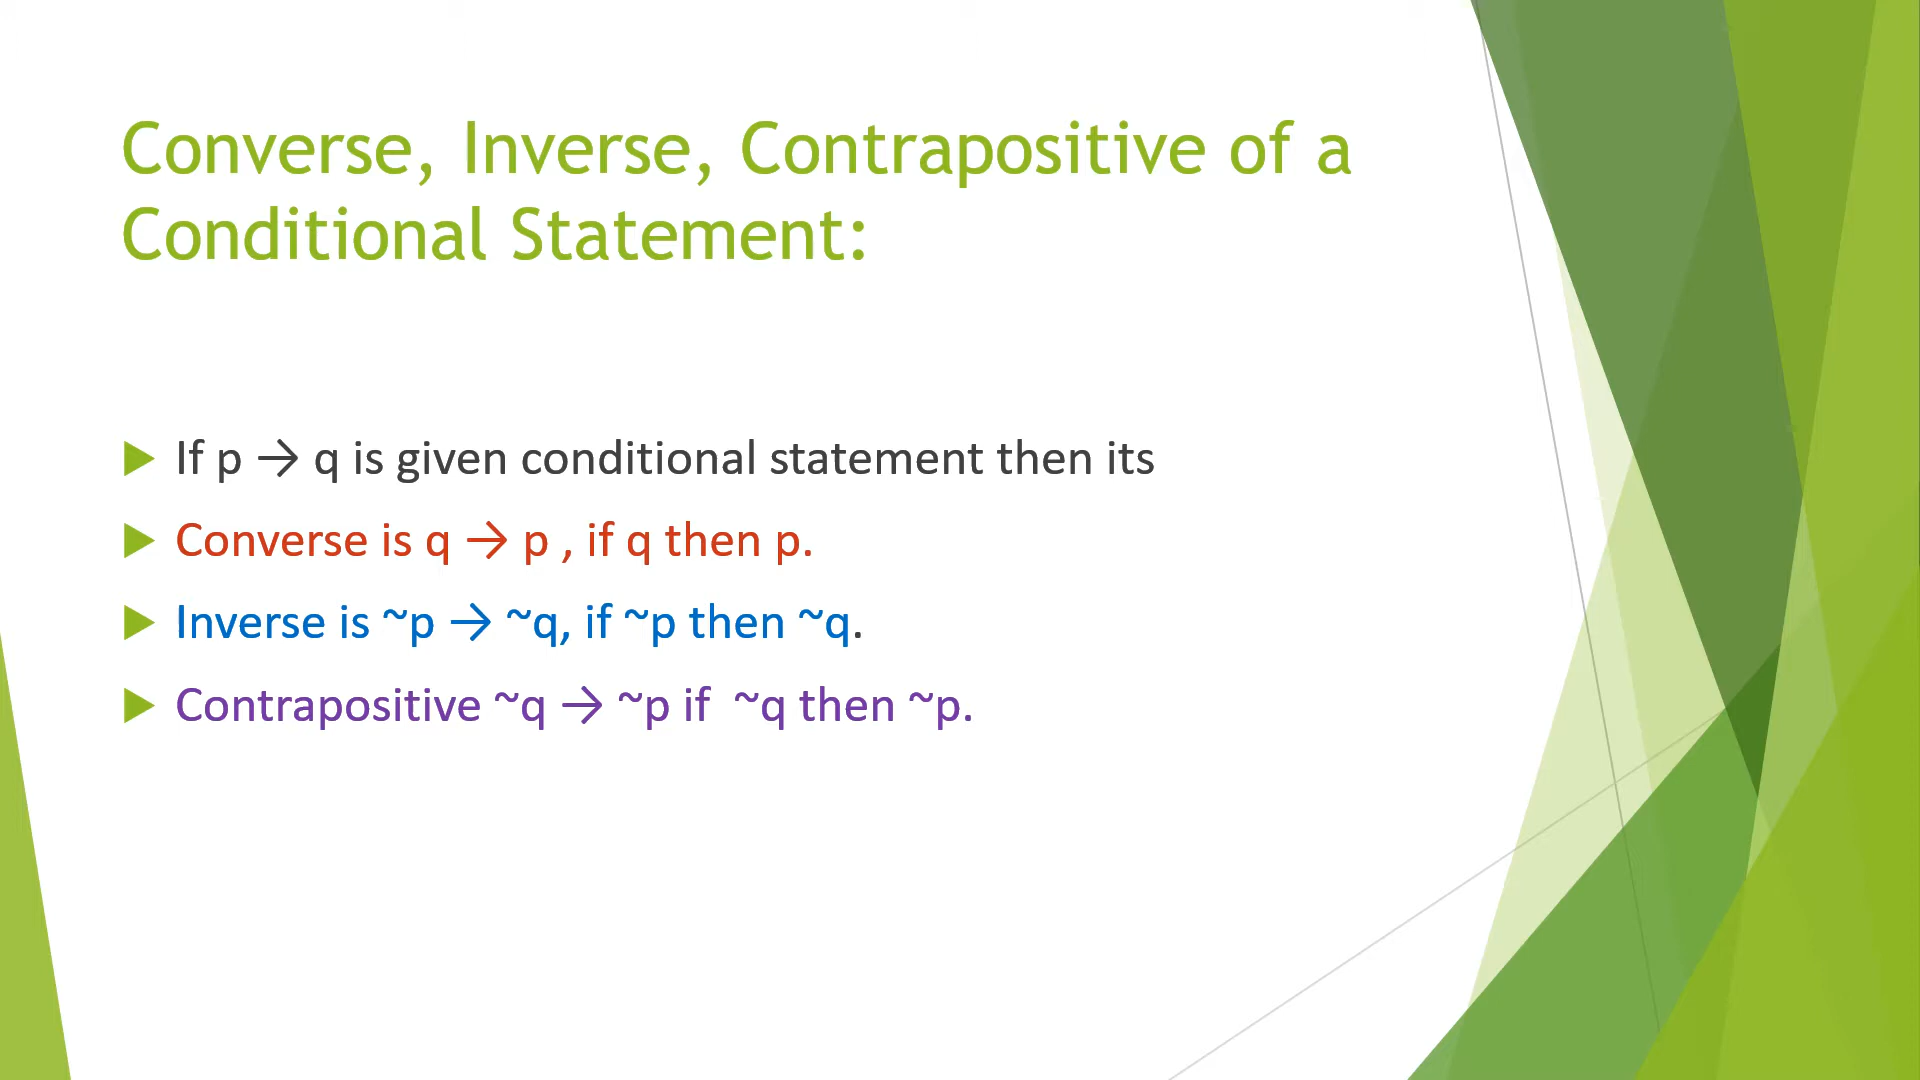 Converse, Inverse, Contrapositive of a
Conditional Statement:
If p → q is given conditional statement then its
Converse is q → p , if q then p.
Inverse is ~p → ~q, if ~p then ~q.
Contrapositive ~q → ~p if  ~q then ~p.